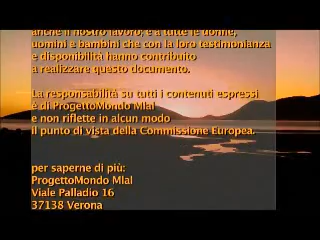 anche il nostro lavoro, e a tutte le donne,
uomini e bambini che con la loro testimonianza
e disponibilità hanno contribuito
a realizzare questo documento.
La responsabilità su tutti i contenuti espressi
è di ProgettoMondo Mlal
e non riflette in alcun modo
il punto di vista della Commissione Europea.
per saperne di più:
ProgettoMondo Mlal
Viale Palladio 16
37138 Verona